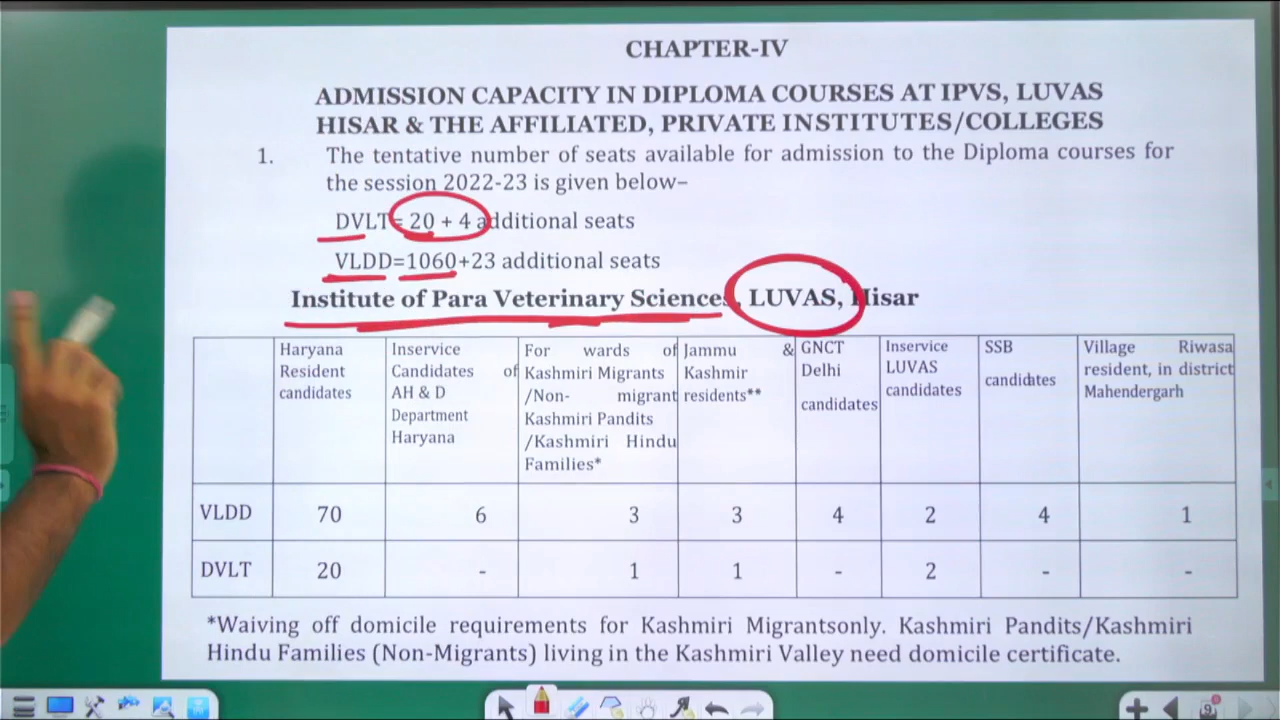 CHAPTER-IV
ADMISSION CAPACITY IN DIPLOMA COURSES AT IPVS, LUVAS
HISAR & THE AFFILIATED, PRIVATE INSTITUTES/COLLEGES
1. The tentative number of seats available for admission to the Diploma courses for
the session 2022-23 is given below–
DVLT= 20 + 4 additional seats
VLDD=1060+23 additional seats
Institute of Para Veterinary Sciences, LUVAS, Hisar
Haryana
Resident
candidates
Inservice
Candidates of
AH & D
Department
Haryana
For wards of
Kashmiri Migrants
/Non- migrant
Kashmiri Pandits
/Kashmiri Hindu
Families*
Jammu &
Kashmir
residents**
GNCT
Delhi
candidates
Inservice
LUVAS
candidates
SSB
candidates
Village Riwasa
resident, in district
Mahendergarh
VLDD 70 6 3 3 4 2 4 1
DVLT 20 - 1 1 - 2 - -
*Waiving off domicile requirements for Kashmiri Migrantsonly. Kashmiri Pandits/Kashmiri
Hindu Families (Non-Migrants) living in the Kashmiri Valley need domicile certificate.